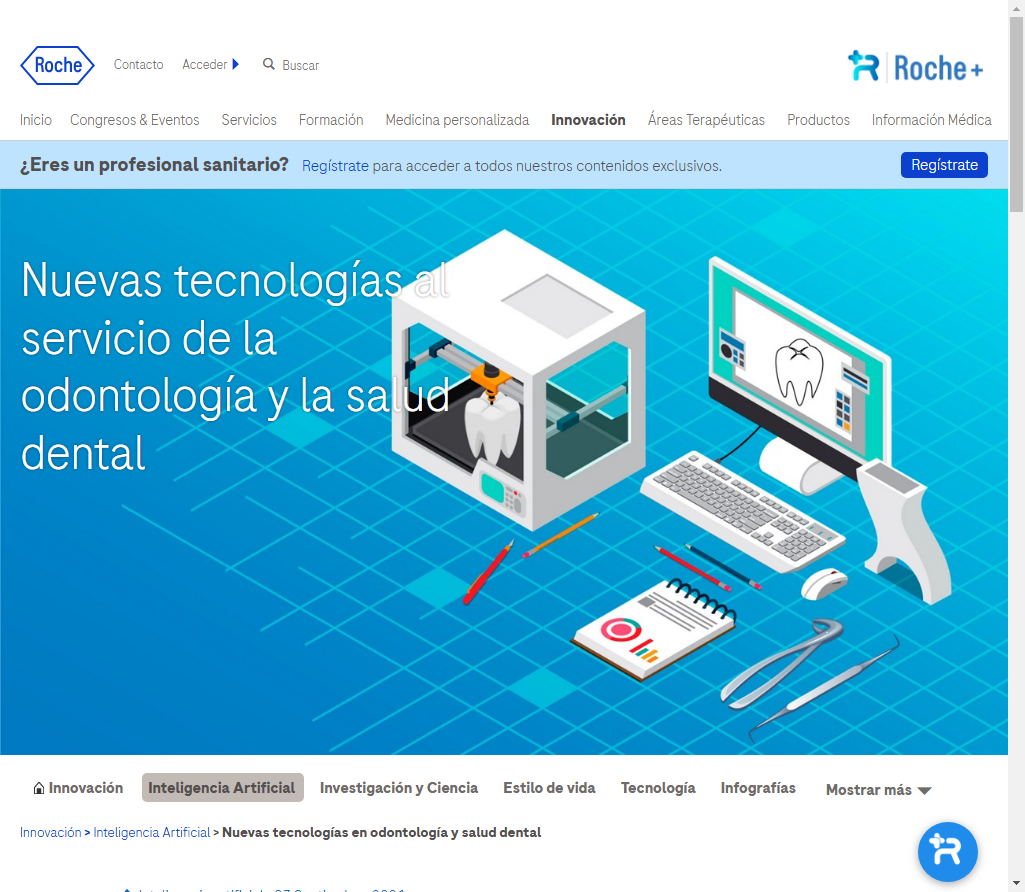 Roche
Contacto Acceder Buscar
Roche+
Inicio Congresos & Eventos Servicios Formación Medicina personalizada Innovación Áreas Terapéuticas Productos Información Médica
¿Eres un profesional sanitario? Regístrate para acceder a todos nuestros contenidos exclusivos. Regístrate
Nuevas tecnologías al
servicio de la
odontología y la salud
dental
Innovación Inteligencia Artificial Investigación y Ciencia Estilo de vida Tecnología Infografías Mostrar más
Innovación > Inteligencia Artificial > Nuevas tecnologías en odontología y salud dental